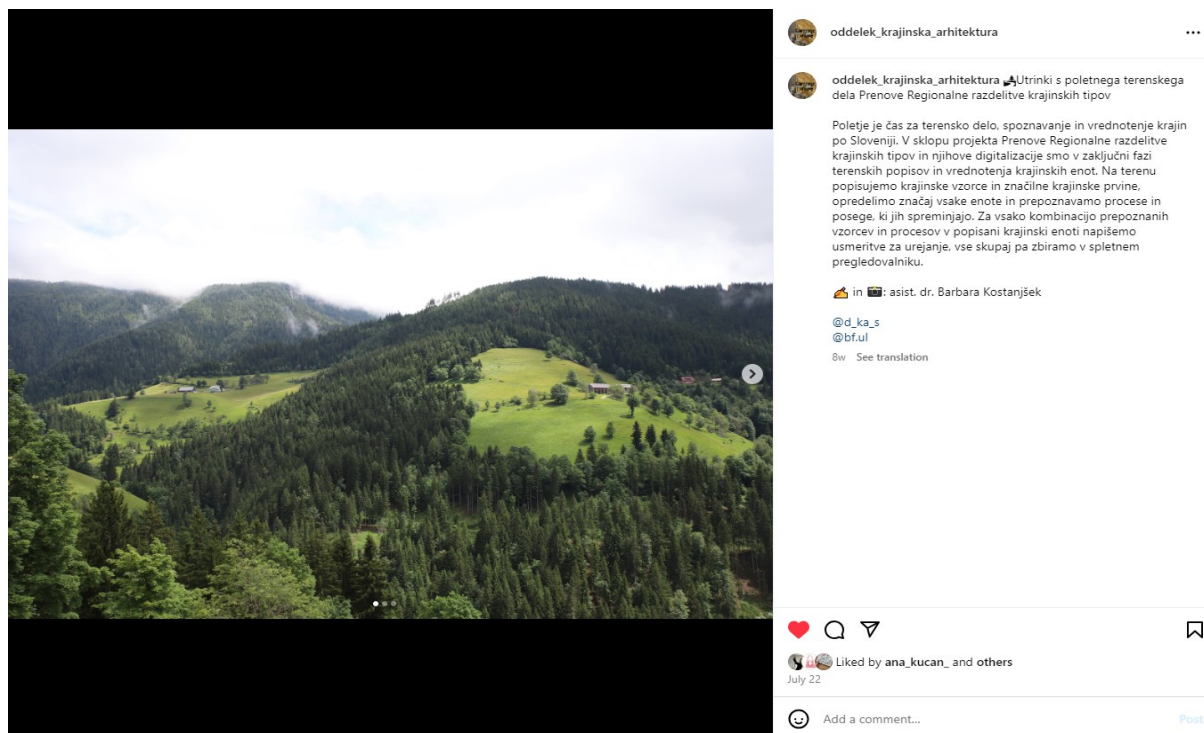 oddelek_krajinska_arhitektura
oddelek_krajinska_arhitektura Utrinki s poletnega terenskega
dela Prenove Regionalne razdelitve krajinskih tipov
Poletje je čas za terensko delo, spoznavanje in vrednotenje krajin
po Sloveniji. V sklopu projekta Prenove Regionalne razdelitve
krajinskih tipov in njihove digitalizacije smo v zaključni fazi
terenskih popisov in vrednotenja krajinskih enot. Na terenu
popisujemo krajinske vzorce in značilne krajinske prvine,
opredelimo značaj vsake enote in prepoznavamo procese in
posege, ki jih spreminjajo. Za vsako kombinacijo prepoznanih
vzorcev in procesov v popisani krajinski enoti napišemo
usmeritve za urejanje, vse skupaj pa zbiramo v spletnem
pregledovalniku.
✍️ in 📸: asist. dr. Barbara Kostanjšek
@d_ka_s
@bf.ul
8w See translation
Liked by ana_kucan_ and others
July 22
Add a comment...
Post